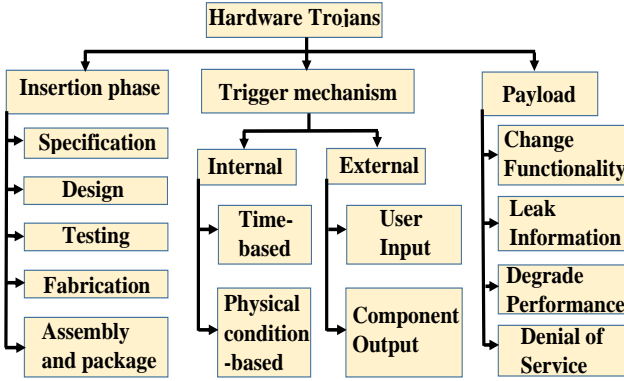 Hardware Trojans
Insertion phase
Specification
Design
Testing
Fabrication
Assembly
and package
Trigger mechanism
Internal
Time-
based
Physical
condition
-based
External
User
Input
Component
Output
Payload
Change
Functionality
Leak
Information
Degrade
Performance
Denial of
Service